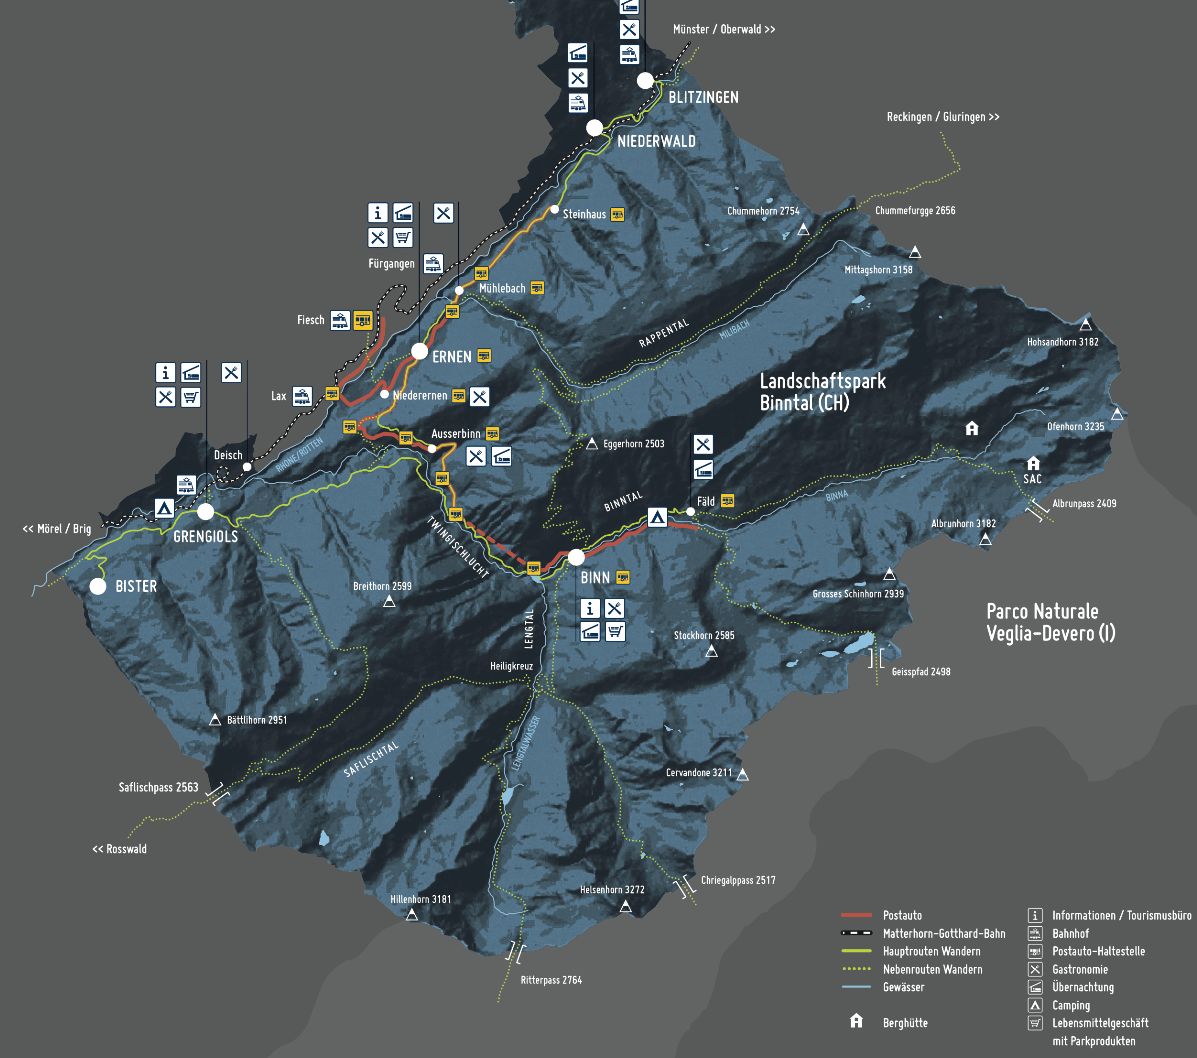 Münster / Oberwald >>
BLITZINGEN
Reckingen / Gluringen >>
NIEDERWALD
Steinhaus
Chummehorn 2754
Chummefurgge 2656
Fürgangen
Mittagshorn 3158
Mühlebach
Fiesch
RAPPENTAL
MILIBACH
Hohsandhorn 3182
ERNEN
Landschaftspark
Binntal (CH)
Lax
Niederernen
Ofenhorn 3235
Ausserbinn
Eggerhorn 2503
Deisch
RHONE/ROTTEN
SAC
BINNTAL
Fäld
BINNA
Albrunpass 2409
<< Mörel / Brig
GRENGIOLS
TWINGISCHLUCHT
Albrunhorn 3182
BISTER
Breithorn 2599
BINN
Grosses Schinhorn 2939
Parco Naturale
Veglia-Devero (I)
LENGTAL
Stockhorn 2585
Heiligkreuz
Geisspfad 2498
Bättlihorn 2951
LENGTALWASSER
SAFLISCHTAL
Cervandone 3211
Saflischpass 2563
<< Rosswald
Chriegalppass 2517
Helsenhorn 3272
Hillenhorn 3181
Ritterpass 2764
Postauto
Matterhorn-Gotthard-Bahn
Hauptrouten Wandern
Nebenrouten Wandern
Gewässer
Berghütte
Informationen / Tourismusbüro
Bahnhof
Postauto-Haltestelle
Gastronomie
Übernachtung
Camping
Lebensmittelgeschäft
mit Parkprodukten